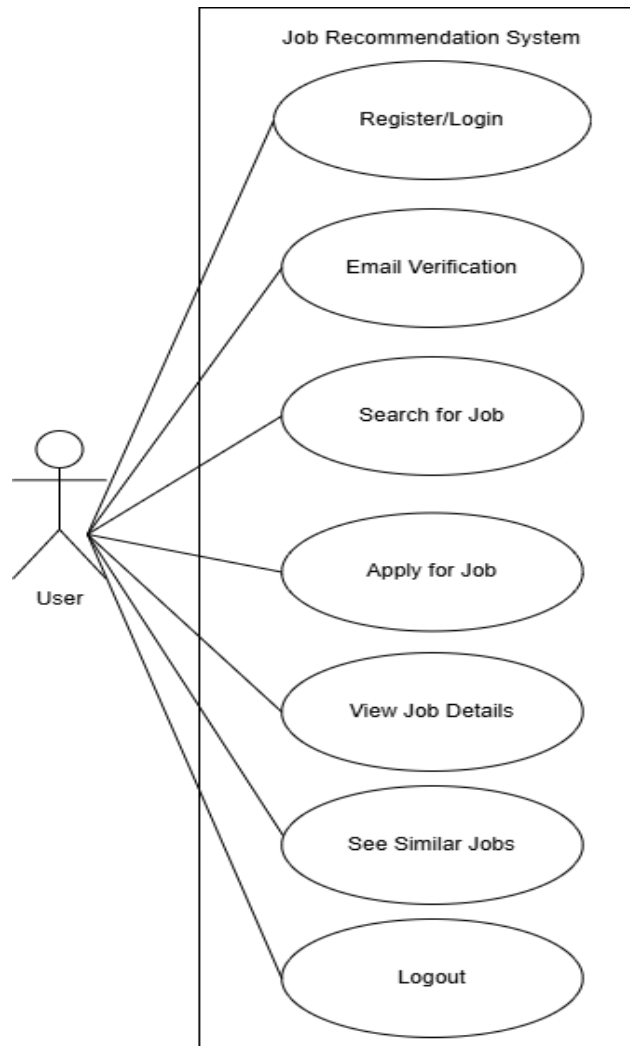 Job Recommendation System
Register/Login
Email Verification
Search for Job
Apply for Job
User
View Job Details
See Similar Jobs
Logout